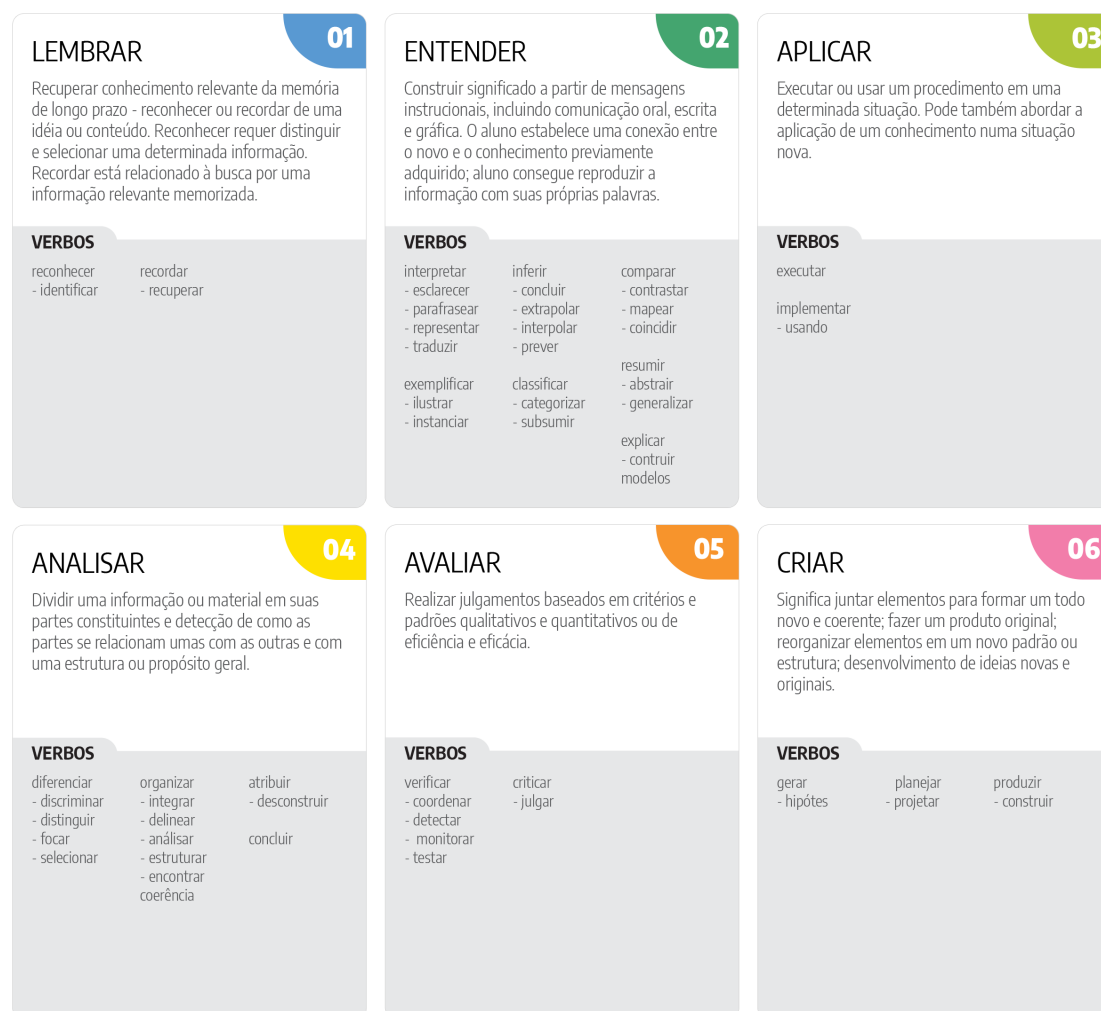 01
LEMBRAR
Recuperar conhecimento relevante da memória
de longo prazo - reconhecer ou recordar de uma
idéia ou conteúdo. Reconhecer requer distinguir
e selecionar uma determinada informação.
Recordar está relacionado à busca por uma
informação relevante memorizada.
VERBOS
reconhecer
- identificar
recordar
- recuperar
02
ENTENDER
Construir significado a partir de mensagens
instrucionais, incluindo comunicação oral, escrita
e gráfica. O aluno estabelece uma conexão entre
o novo e o conhecimento previamente
adquirido; aluno consegue reproduzir a
informação com suas próprias palavras.
VERBOS
interpretar
- esclarecer
- parafrasear
- representar
- traduzir
exemplificar
- ilustrar
- instanciar
inferir
- concluir
- extrapolar
- interpolar
- prever
classificar
- categorizar
- subsumir
comparar
- contrastar
- mapear
- coincidir
resumir
- abstrair
- generalizar
explicar
- contruir
modelos
03
APLICAR
Executar ou usar um procedimento em uma
determinada situação. Pode também abordar a
aplicação de um conhecimento numa situação
nova.
VERBOS
executar
implementar
- usando
04
ANALISAR
Dividir uma informação ou material em suas
partes constituintes e detecção de como as
partes se relacionam umas com as outras e com
uma estrutura ou propósito geral.
VERBOS
diferenciar
- discriminar
- distinguir
- focar
- selecionar
organizar
- integrar
- delinear
- análisar
- estruturar
- encontrar
coerência
atribuir
- desconstruir
concluir
05
AVALIAR
Realizar julgamentos baseados em critérios e
padrões qualitativos e quantitativos ou de
eficiência e eficácia.
VERBOS
verificar
- coordenar
- detectar
- monitorar
- testar
criticar
- julgar
06
CRIAR
Significa juntar elementos para formar um todo
novo e coerente; fazer um produto original;
reorganizar elementos em um novo padrão ou
estrutura; desenvolvimento de ideias novas e
originais.
VERBOS
gerar
- hipótes
planejar
- projetar
produzir
- construir